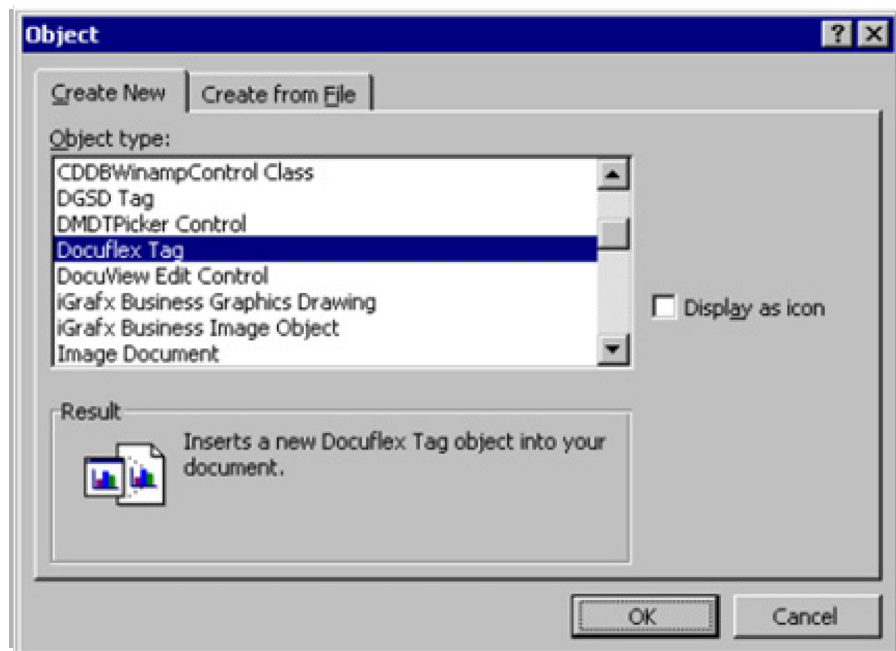 Object
Create New
Create from File
Object type:
CDDBWinampControl Class
DGSD Tag
DMDTPicker Control
Docuflex Tag
DocuView Edit Control
iGrafx Business Graphics Drawing
iGrafx Business Image Object
Image Document
Display as icon
Result
Inserts a new Docuflex Tag object into your
document.
OK
Cancel